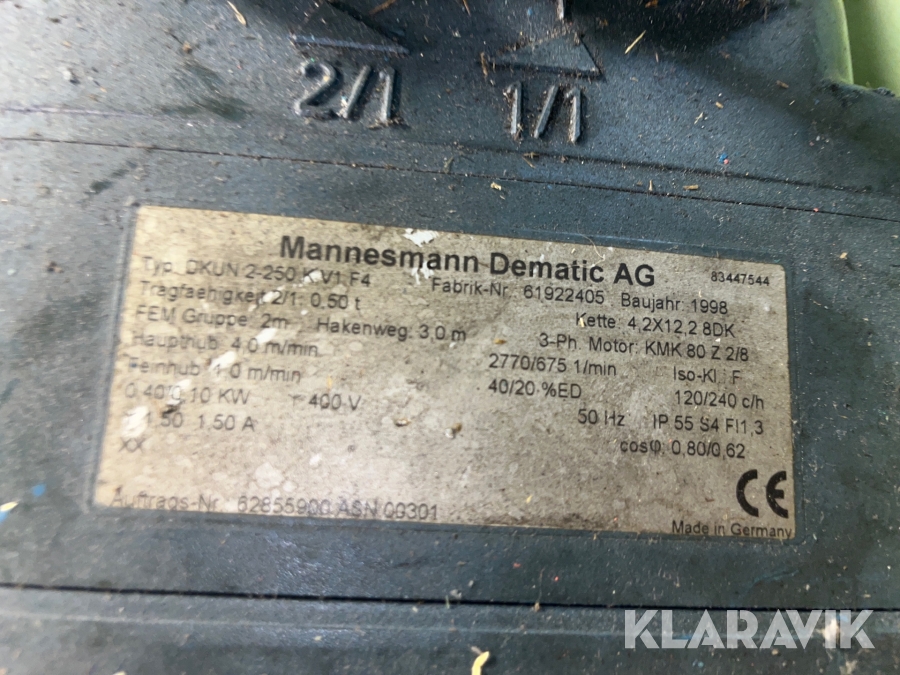 2/1 1/1
Mannesmann Dematic AG 83447544
Typ: DKUN 2-250 K V1 F4 Fabrik-Nr. 61922405 Baujahr: 1998
Tragfaehigkeit 2/1: 0,50 t Kette: 4,2X12,2 8DK
FEM Gruppe: 2m Hakenweg: 3,0 m 3-Ph. Motor: KMK 80 Z 2/8
Haupthub 4,0 m/min 2770/675 1/min Iso-Kl F
Feinhub 1,0 m/min 40/20 %ED 120/240 c/h
0,40/0,10 KW 400 V 50 Hz IP 55 S4 FI1,3
1.50 A cosφ: 0,80/0,62
XX
Auftrags-Nr. 62855900 ASN 00301 CE
Made in Germany
KLARAVIK